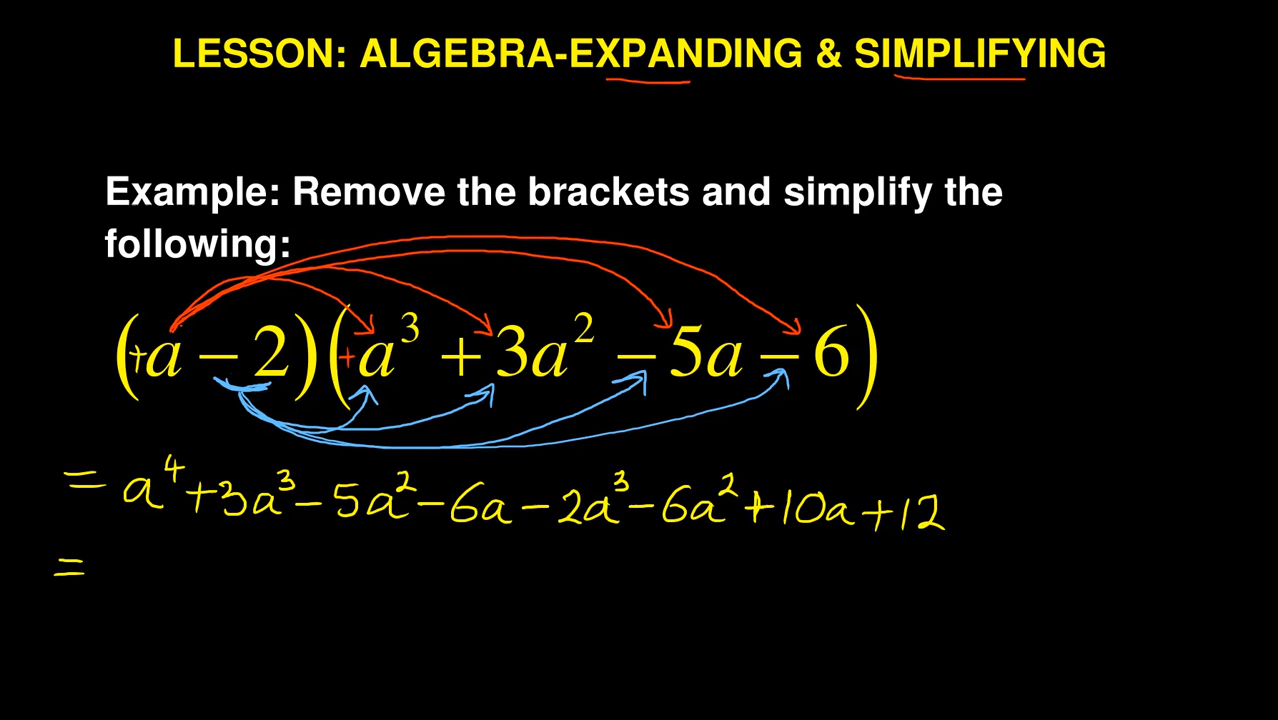 LESSON: ALGEBRA-EXPANDING & SIMPLIFYING
Example: Remove the brackets and simplify the
following:
(+a − 2)(+a³ + 3a² − 5a − 6)
= a⁴ + 3a³ − 5a² − 6a − 2a³ − 6a² + 10a + 12
=